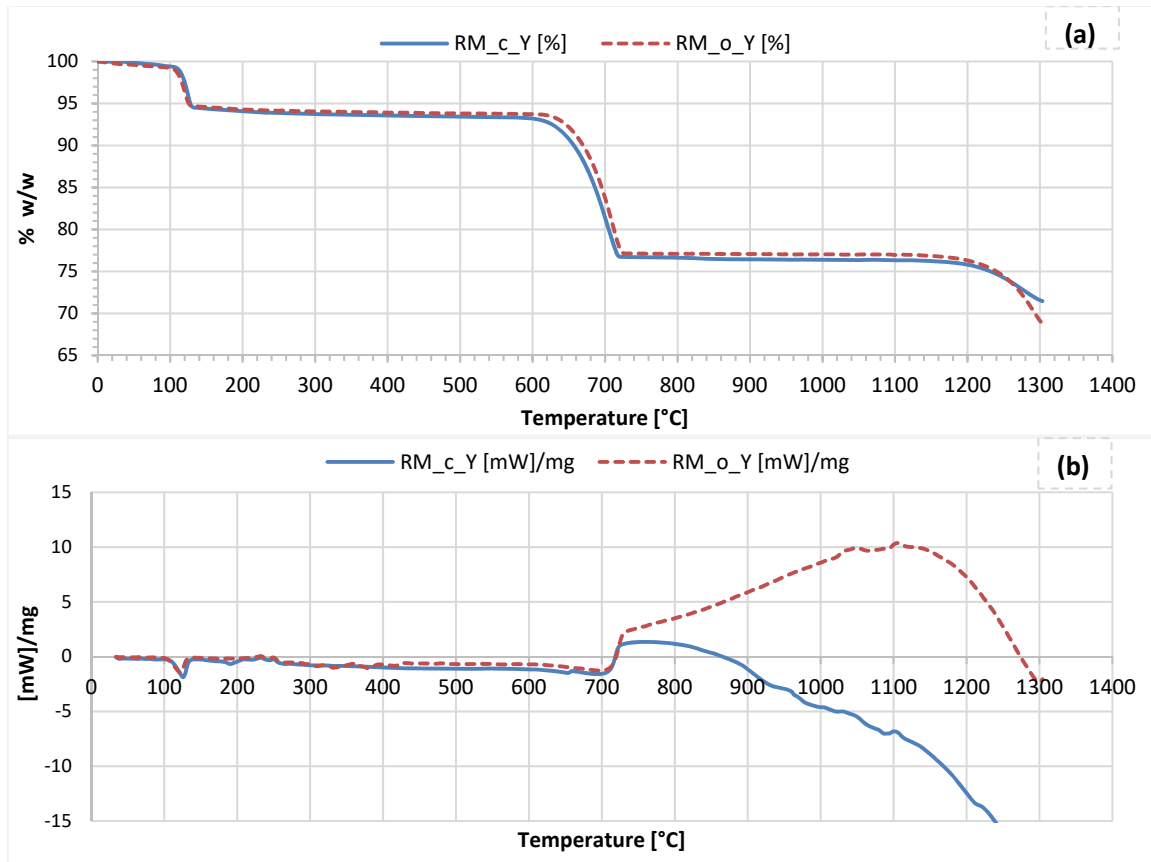 RM_c_Y [%] RM_o_Y [%]
(a)
100
95
90
85
80
75
70
65
% w/w
0 100 200 300 400 500 600 700 800 900 1000 1100 1200 1300 1400
Temperature [°C]
RM_c_Y [mW]/mg RM_o_Y [mW]/mg
(b)
15
10
5
0
-5
-10
-15
[mW]/mg
0 100 200 300 400 500 600 700 800 900 1000 1100 1200 1300 1400
Temperature [°C]